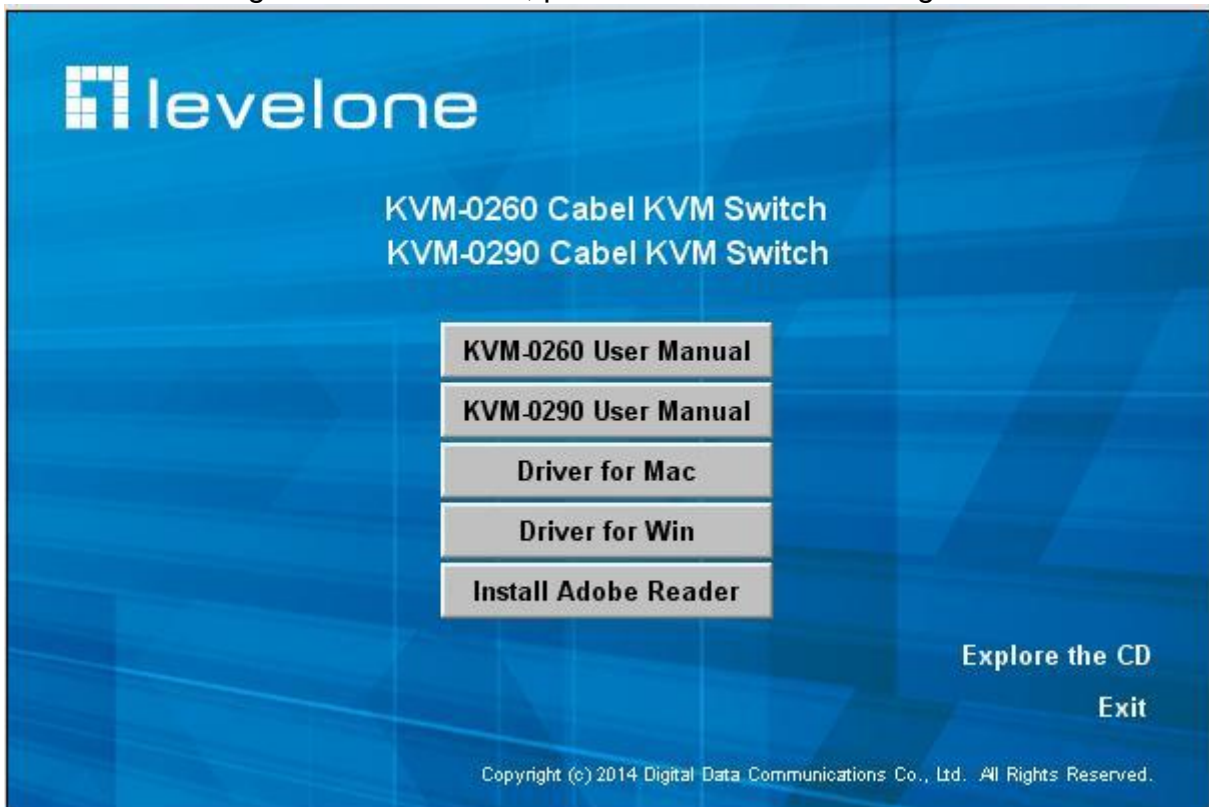 levelone
KVM-0260 Cabel KVM Switch
KVM-0290 Cabel KVM Switch
KVM-0260 User Manual
KVM-0290 User Manual
Driver for Mac
Driver for Win
Install Adobe Reader
Explore the CD
Exit
Copyright (c) 2014 Digital Data Communications Co., Ltd. All Rights Reserved.